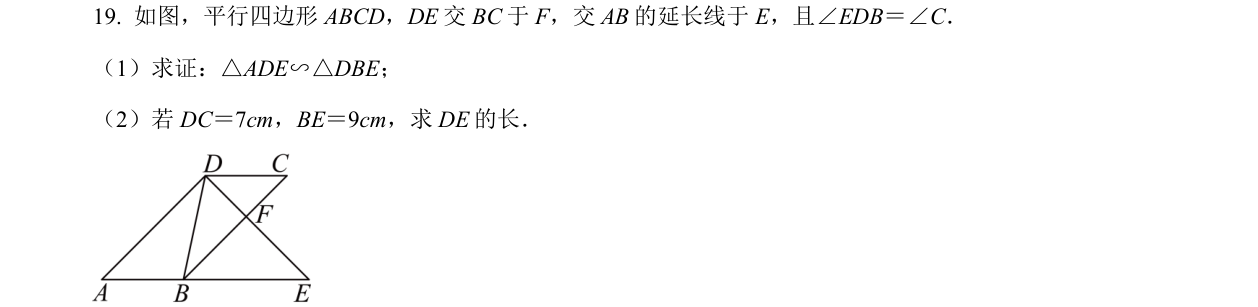 19. 如图，平行四边形 ABCD，DE 交 BC 于 F，交 AB 的延长线于 E，且∠EDB＝∠C．
（1）求证：△ADE∽△DBE；
（2）若 DC＝7cm，BE＝9cm，求 DE 的长．
D C
F
A B E